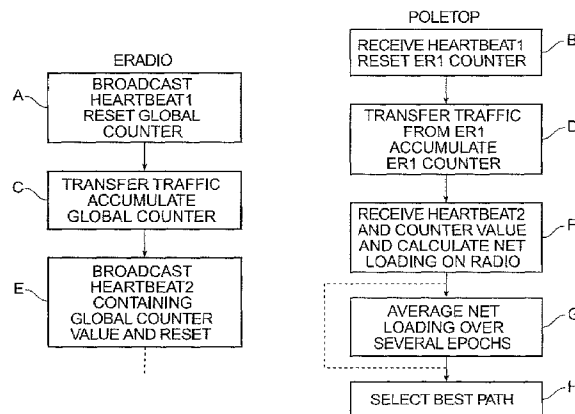 ERADIO
A
BROADCAST
HEARTBEAT1
RESET GLOBAL
COUNTER
C
TRANSFER TRAFFIC
ACCUMULATE
GLOBAL COUNTER
E
BROADCAST
HEARTBEAT2
CONTAINING
GLOBAL COUNTER
VALUE AND RESET
POLETOP
B
RECEIVE HEARTBEAT1
RESET ER1 COUNTER
D
TRANSFER TRAFFIC
FROM ER1
ACCUMULATE
ER1 COUNTER
F
RECEIVE HEARTBEAT2
AND COUNTER VALUE
AND CALCULATE NET
LOADING ON RADIO
G
AVERAGE NET
LOADING OVER
SEVERAL EPOCHS
H
SELECT BEST PATH